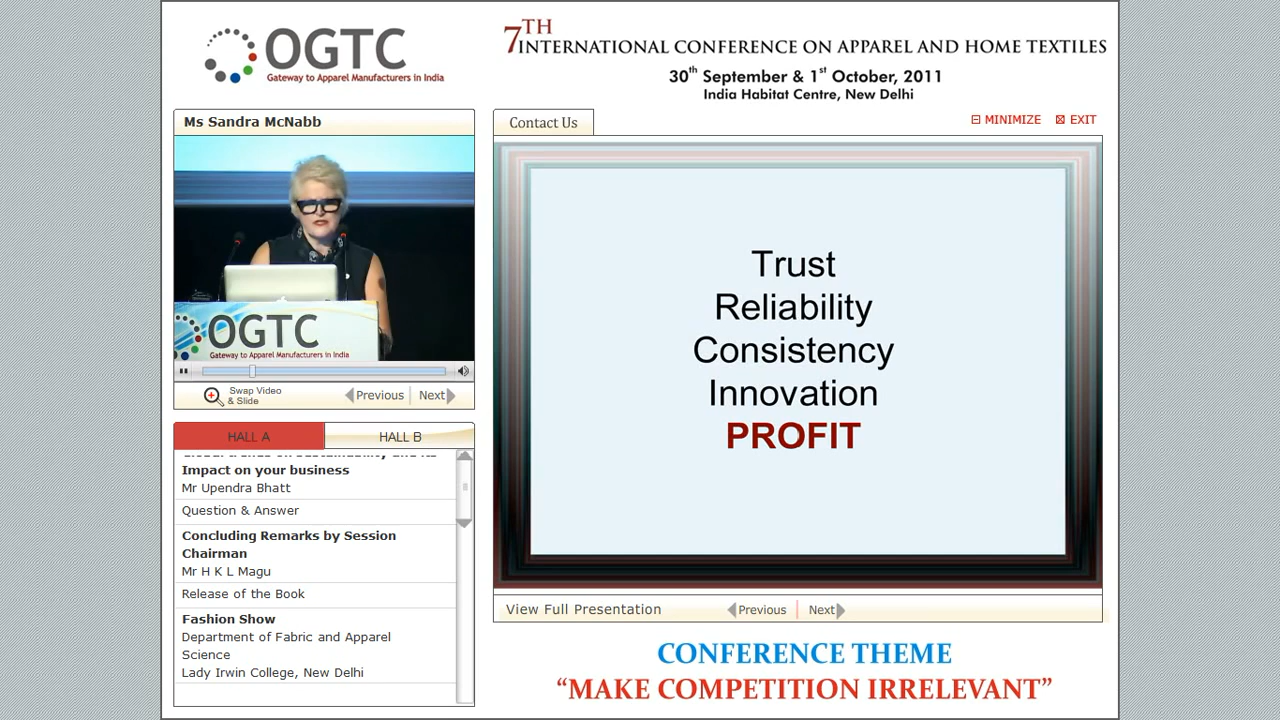 OGTC
Gateway to Apparel Manufacturers in India
7TH INTERNATIONAL CONFERENCE ON APPAREL AND HOME TEXTILES
30th September & 1st October, 2011
India Habitat Centre, New Delhi
Ms Sandra McNabb
OGTC
Gateway to Apparel Manufacturers in India
Swap Video
& Slide
Previous
Next
HALL A
HALL B
Impact on your business
Mr Upendra Bhatt
Question & Answer
Concluding Remarks by Session
Chairman
Mr H K L Magu
Release of the Book
Fashion Show
Department of Fabric and Apparel
Science
Lady Irwin College, New Delhi
Contact Us
MINIMIZE
EXIT
Trust
Reliability
Consistency
Innovation
PROFIT
View Full Presentation
Previous
Next
CONFERENCE THEME
“MAKE COMPETITION IRRELEVANT”